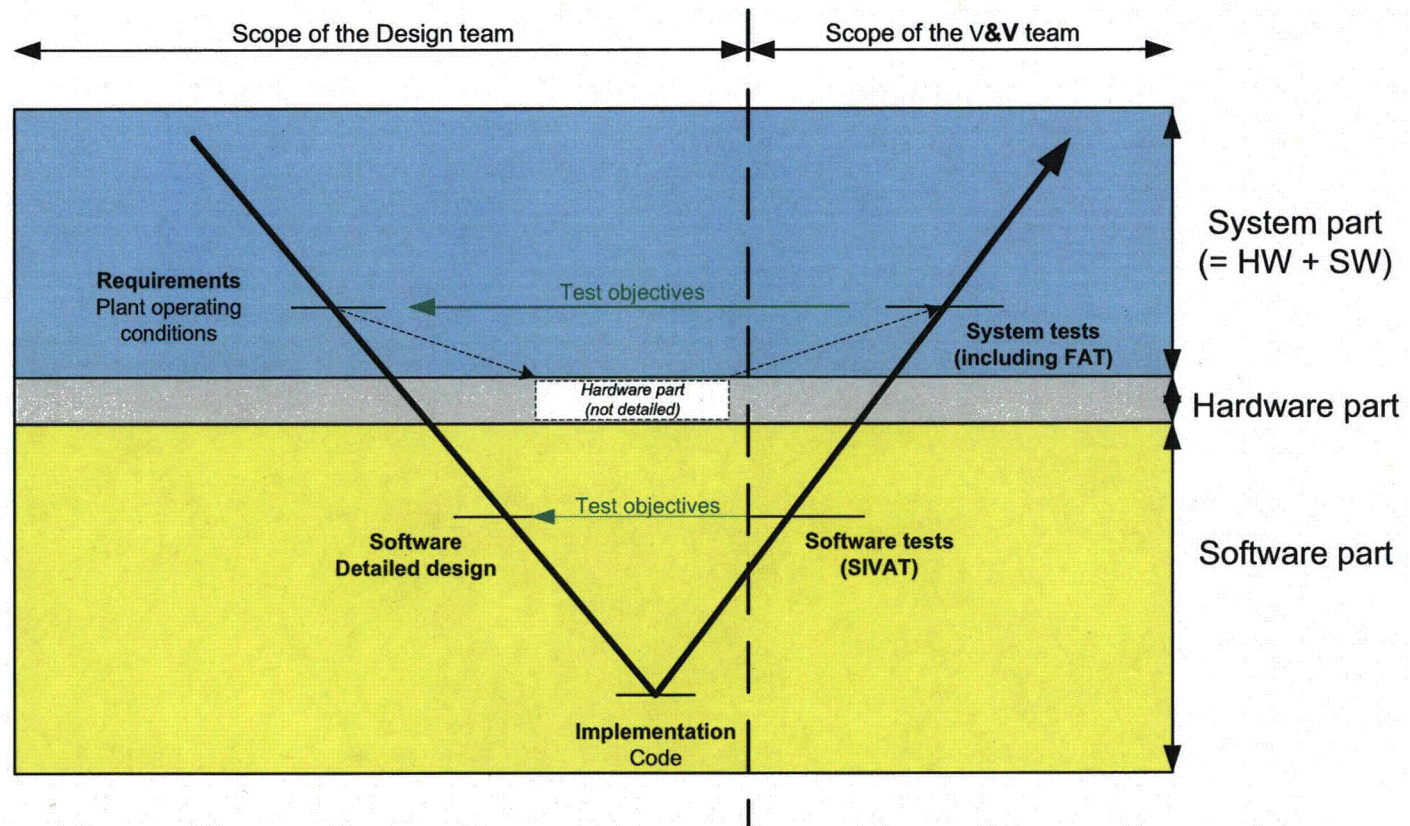 Scope of the Design team
Scope of the V&V team
System part
(= HW + SW)
Requirements
Plant operating
conditions
Test objectives
System tests
(including FAT)
Hardware part
(not detailed)
Hardware part
Test objectives
Software
Detailed design
Software tests
(SIVAT)
Software part
Implementation
Code